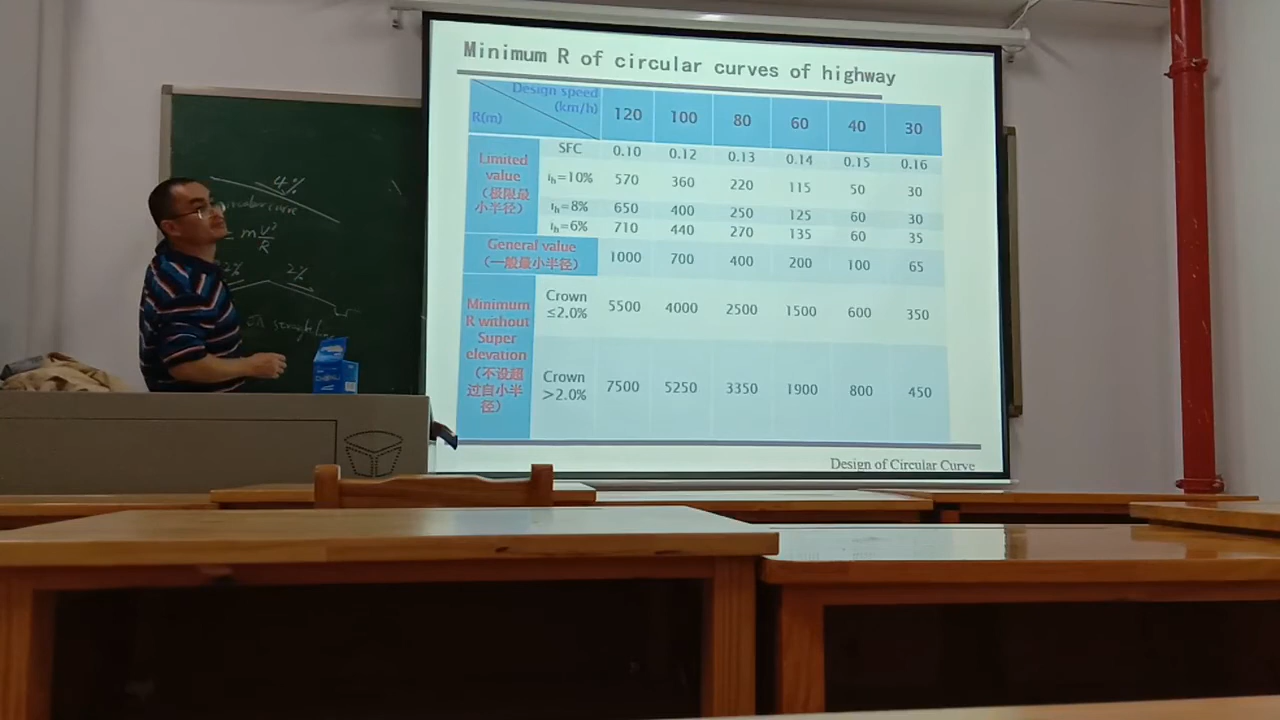 Minimum R of circular curves of highway
Design speed (km/h)
R(m)
120 100 80 60 40 30
Limited value (极限最小半径)
SFC 0.10 0.12 0.13 0.14 0.15 0.16
ih=10% 570 360 220 115 50 30
ih=8% 650 400 250 125 60 30
ih=6% 710 440 270 135 60 35
General value (一般最小半径) 1000 700 400 200 100 65
Minimum R without Super elevation (不设超过自小半径)
Crown ≤2.0% 5500 4000 2500 1500 600 350
Crown >2.0% 7500 5250 3350 1900 800 450
Design of Circular Curve
4%
curve
= m V²/R
2% 2%
on straight